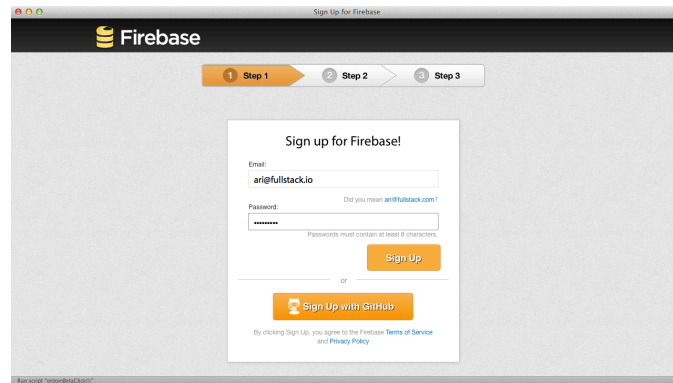 Sign Up for Firebase
Firebase
1 Step 1 2 Step 2 3 Step 3
Sign up for Firebase!
Email:
ari@fullstack.io
Did you mean ari@fullstack.com?
Password:
•••••••••
Passwords must contain at least 8 characters.
Sign Up
or
Sign Up with GitHub
By clicking Sign Up, you agree to the Firebase Terms of Service
and Privacy Policy
Run script "onJoinBetaClick()"